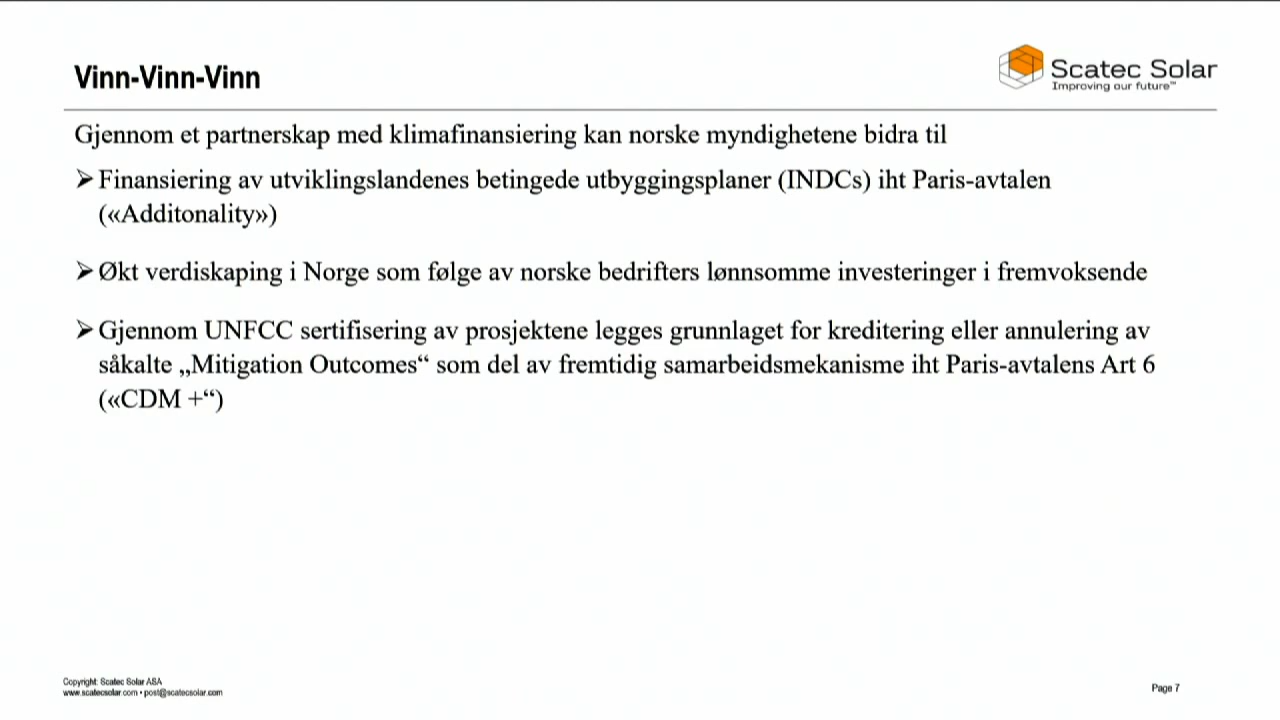 Vinn-Vinn-Vinn
Scatec Solar
Improving our future™
Gjennom et partnerskap med klimafinansiering kan norske myndighetene bidra til
➢ Finansiering av utviklingslandenes betingede utbyggingsplaner (INDCs) iht Paris-avtalen
(«Additonality»)
➢ Økt verdiskaping i Norge som følge av norske bedrifters lønnsomme investeringer i fremvoksende
➢ Gjennom UNFCC sertifisering av prosjektene legges grunnlaget for kreditering eller annulering av
såkalte „Mitigation Outcomes“ som del av fremtidig samarbeidsmekanisme iht Paris-avtalens Art 6
(«CDM +“)
Copyright: Scatec Solar ASA
www.scatecsolar.com • post@scatecsolar.com
Page 7